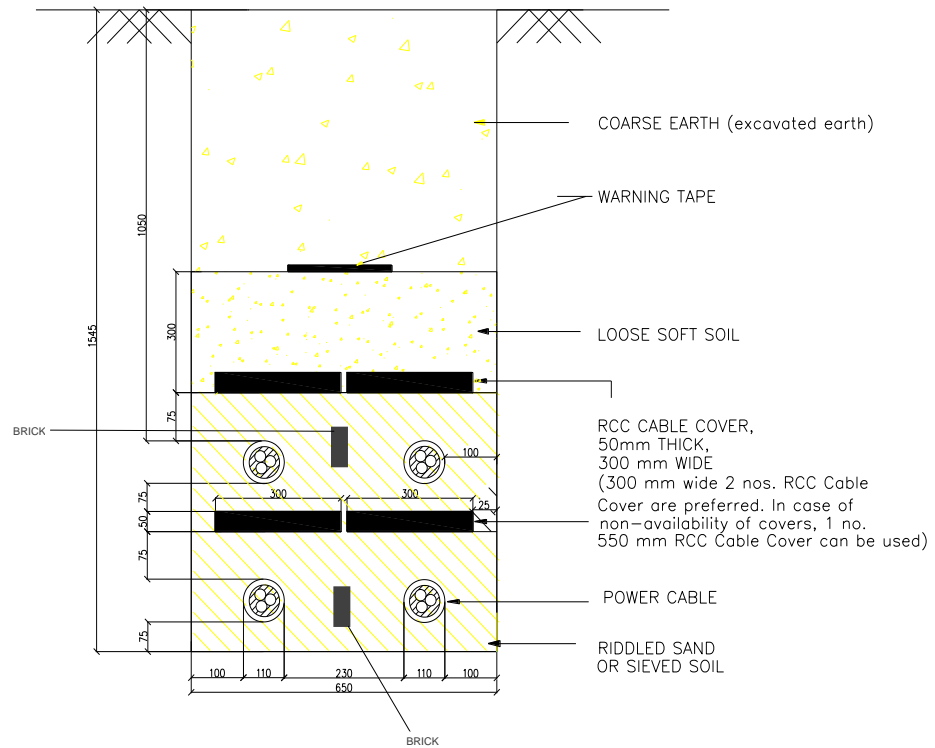 COARSE EARTH (excavated earth)
WARNING TAPE
1050
1545
300
LOOSE SOFT SOIL
75
BRICK
RCC CABLE COVER,
50mm THICK,
300 mm WIDE
(300 mm wide 2 nos. RCC Cable
Cover are preferred. In case of
non-availability of covers, 1 no.
550 mm RCC Cable Cover can be used)
100
75
300
300
25
50
75
POWER CABLE
75
RIDDLED SAND
OR SIEVED SOIL
100
110
230
110
100
650
BRICK